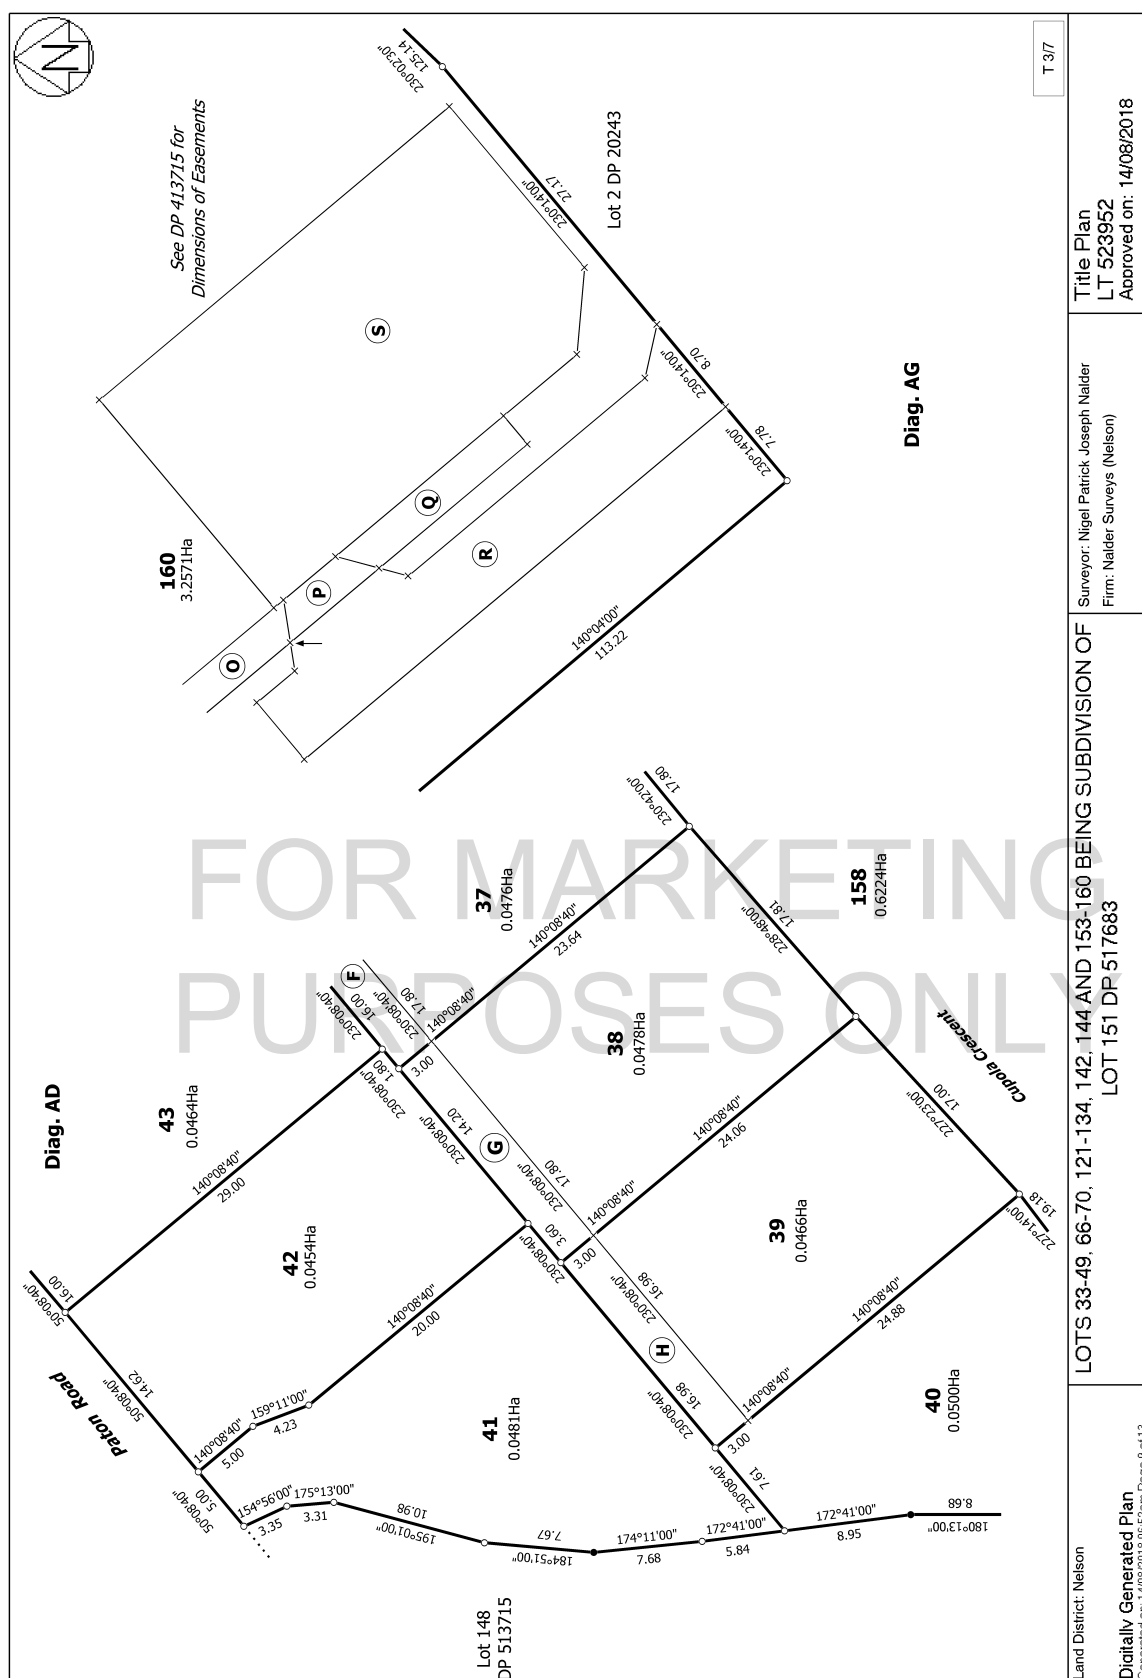 N
T 3/7
See DP 413715 for
Dimensions of Easements
230°02'30"
125.14
230°14'00"
27.17
Lot 2 DP 20243
S
230°14'00"
8.70
230°14'00"
7.78
Diag. AG
160
3.2571Ha
O
P
Q
R
140°04'00"
113.22
FOR MARKETING
PURPOSES ONLY
Diag. AD
Paton Road
Cupola Crescent
37
0.0476Ha
158
0.6224Ha
230°42'00"
17.80
228°48'00"
17.81
227°23'00"
17.00
227°14'00"
19.18
140°08'40"
23.64
140°08'40"
3.00
F
230°08'40"
16.00
230°08'40"
17.80
230°08'40"
1.80
38
0.0478Ha
43
0.0464Ha
230°08'40"
14.20
G
230°08'40"
17.80
140°08'40"
24.06
140°08'40"
3.00
140°08'40"
29.00
42
0.0454Ha
39
0.0466Ha
50°08'40"
16.00
50°08'40"
14.62
230°08'40"
3.60
140°08'40"
20.00
230°08'40"
16.98
H
230°08'40"
16.98
140°08'40"
24.88
140°08'40"
3.00
40
0.0500Ha
41
0.0481Ha
159°11'00"
4.23
140°08'40"
5.00
50°08'40"
5.00
154°56'00"
3.35
175°13'00"
3.31
195°01'00"
10.98
184°51'00"
7.67
174°11'00"
7.68
172°41'00"
5.84
230°08'40"
7.61
172°41'00"
8.95
180°13'00"
8.68
Lot 148
DP 513715
Land District: Nelson
Digitally Generated Plan
Generated on: 14/08/2018 06:53am Page 9 of 13
LOTS 33-49, 66-70, 121-134, 142, 144 AND 153-160 BEING SUBDIVISION OF
LOT 151 DP 517683
Surveyor: Nigel Patrick Joseph Nalder
Firm: Nalder Surveys (Nelson)
Title Plan
LT 523952
Approved on: 14/08/2018